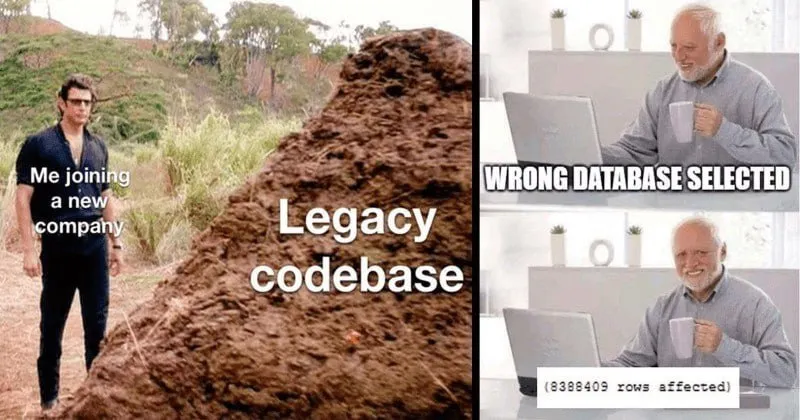 Me joining
a new
company
Legacy
codebase
WRONG DATABASE SELECTED
(8388409 rows affected)